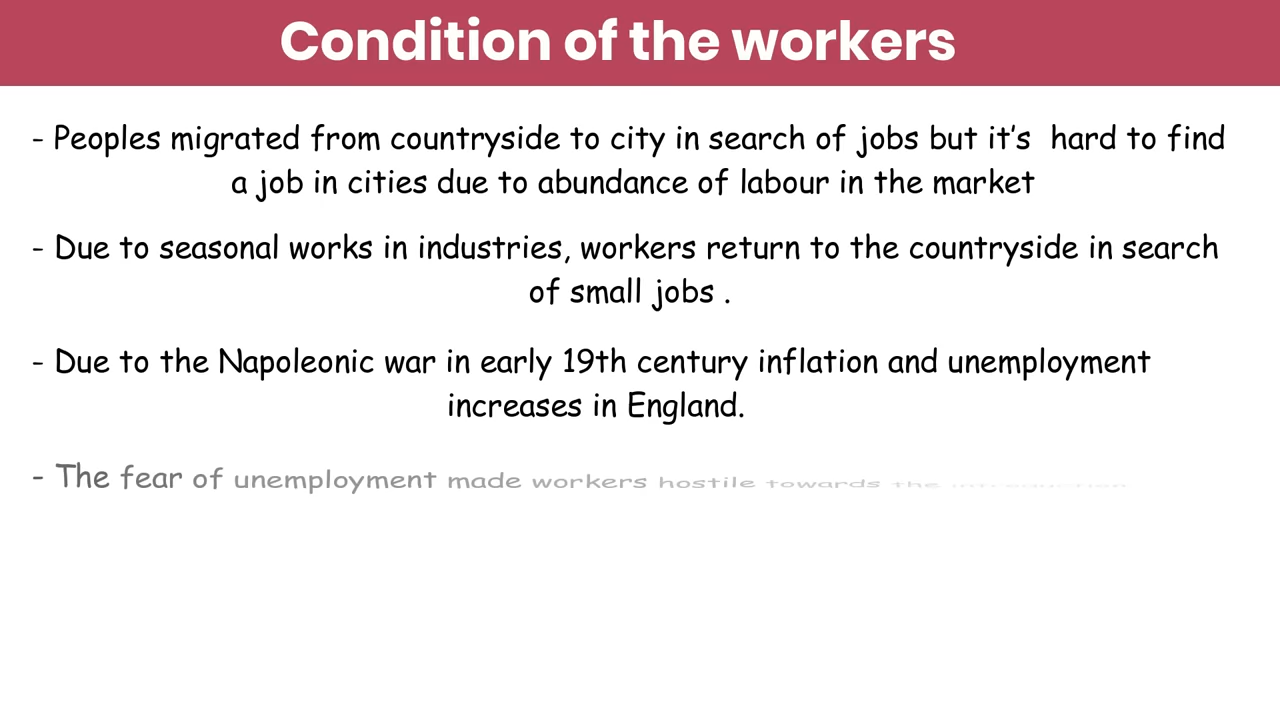 Condition of the workers
- Peoples migrated from countryside to city in search of jobs but it's hard to find
a job in cities due to abundance of labour in the market
- Due to seasonal works in industries, workers return to the countryside in search
of small jobs .
- Due to the Napoleonic war in early 19th century inflation and unemployment
increases in England.
- The fear of unemployment made workers hostile towards the